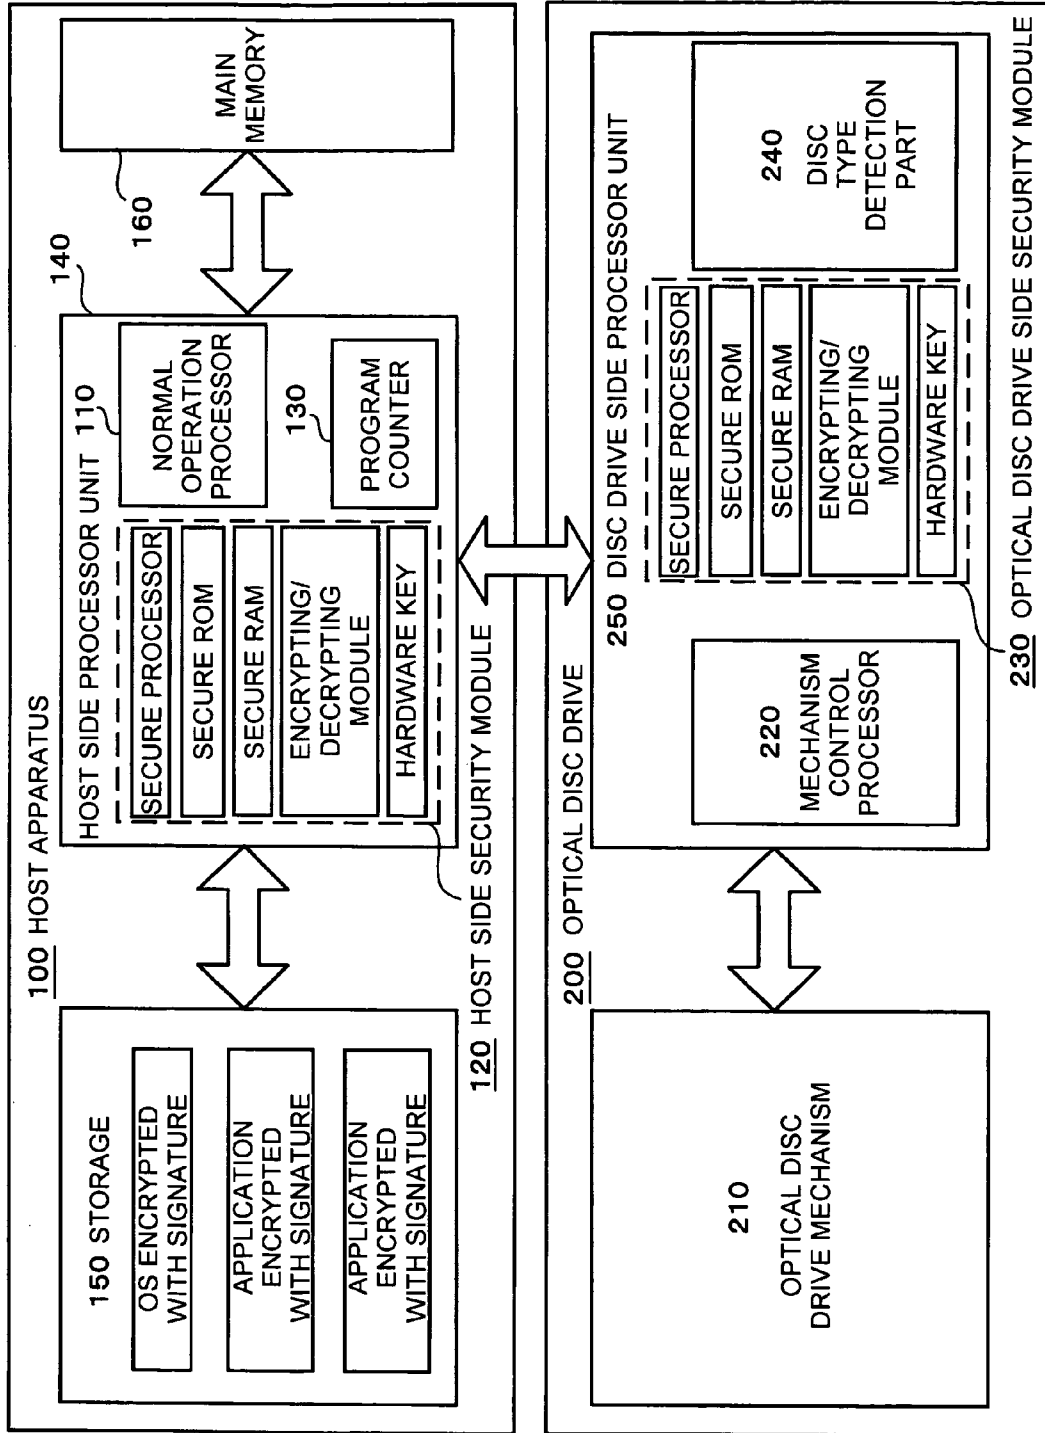 100 HOST APPARATUS
150 STORAGE
OS ENCRYPTED
WITH SIGNATURE
APPLICATION
ENCRYPTED
WITH SIGNATURE
APPLICATION
ENCRYPTED
WITH SIGNATURE
HOST SIDE PROCESSOR UNIT
140
SECURE PROCESSOR
SECURE ROM
SECURE RAM
ENCRYPTING/
DECRYPTING
MODULE
HARDWARE KEY
110
NORMAL
OPERATION
PROCESSOR
130
PROGRAM
COUNTER
160
MAIN
MEMORY
120 HOST SIDE SECURITY MODULE
200 OPTICAL DISC DRIVE
210
OPTICAL DISC
DRIVE MECHANISM
250 DISC DRIVE SIDE PROCESSOR UNIT
220
MECHANISM
CONTROL
PROCESSOR
SECURE PROCESSOR
SECURE ROM
SECURE RAM
ENCRYPTING/
DECRYPTING
MODULE
HARDWARE KEY
240
DISC
TYPE
DETECTION
PART
230 OPTICAL DISC DRIVE SIDE SECURITY MODULE